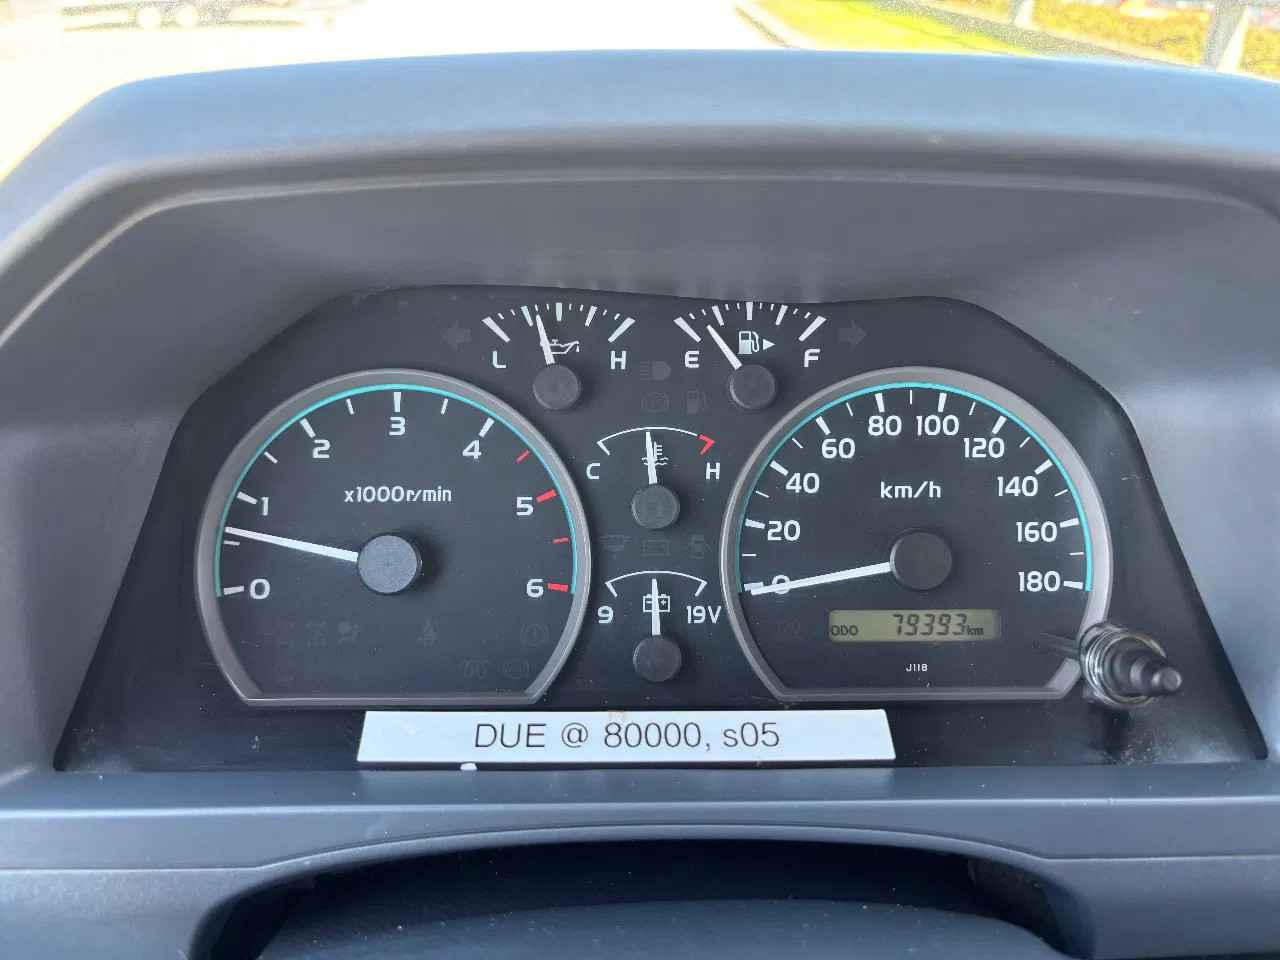 L H E F
3
2 4
80 100
60 120
C H
x1000r/min
km/h
40 140
1 5
20 160
0 6
9 19V
0 180
ODO 79393km
J118
DUE @ 80000, s05